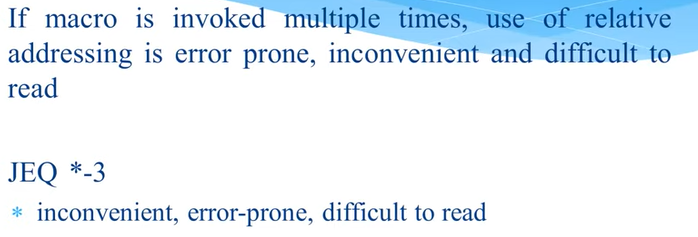 If macro is invoked multiple times, use of relative
addressing is error prone, inconvenient and difficult to
read
JEQ *-3
* inconvenient, error-prone, difficult to read